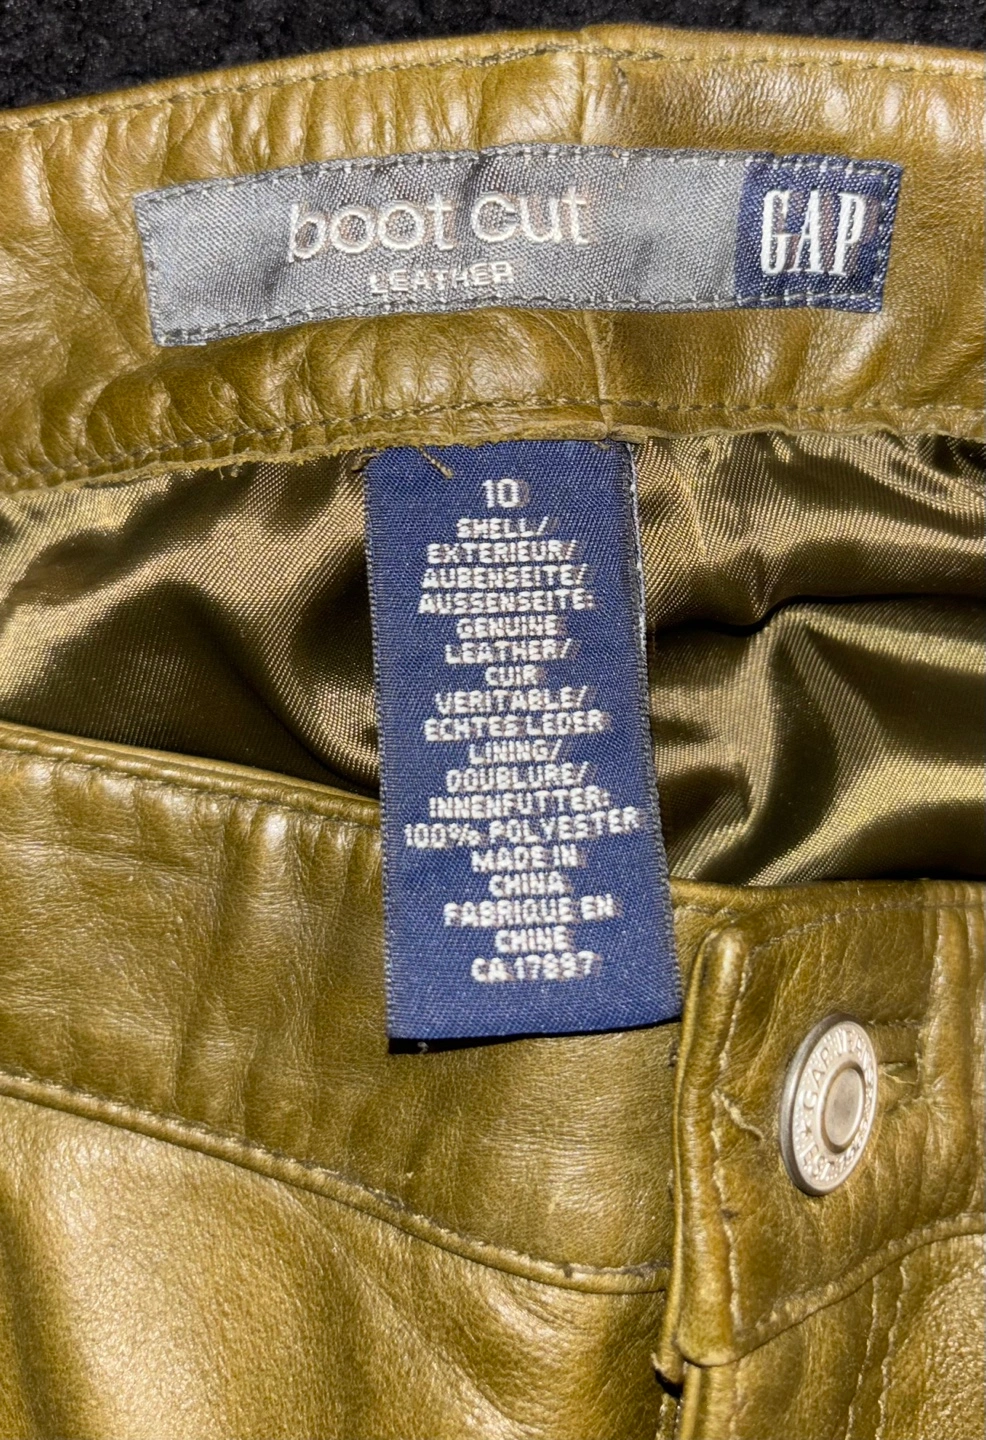 boot cut
LEATHER
GAP
10
SHELL/
EXTERIEUR/
AUBENSEITE/
AUSSENSEITE:
GENUINE
LEATHER/
CUIR
VERITABLE/
ECHTES LEDER
LINING/
DOUBLURE/
INNENFUTTER:
100% POLYESTER
MADE IN
CHINA
FABRIQUE EN
CHINE
CA 17897
GAP